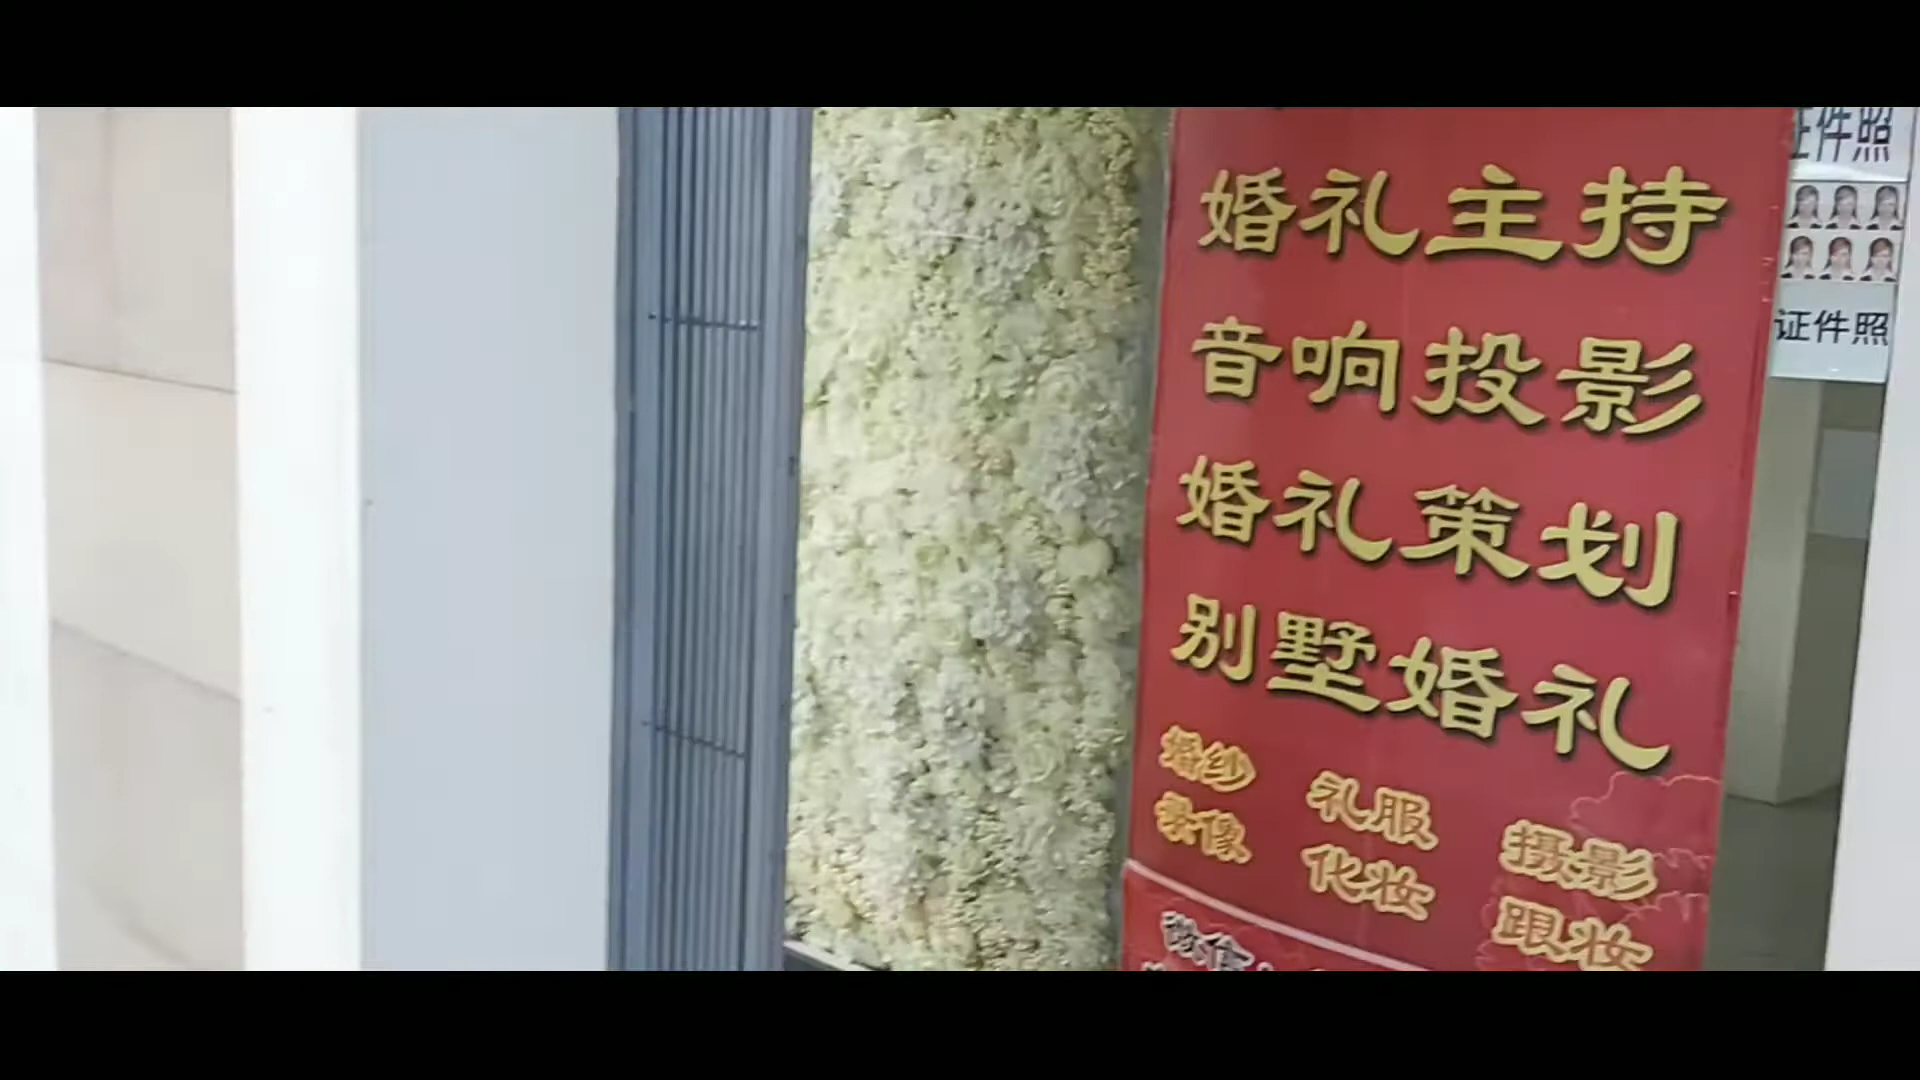 婚礼主持
音响投影
婚礼策划
别墅婚礼
婚纱 礼服 摄影
录像 化妆 跟妆
证件照
证件照